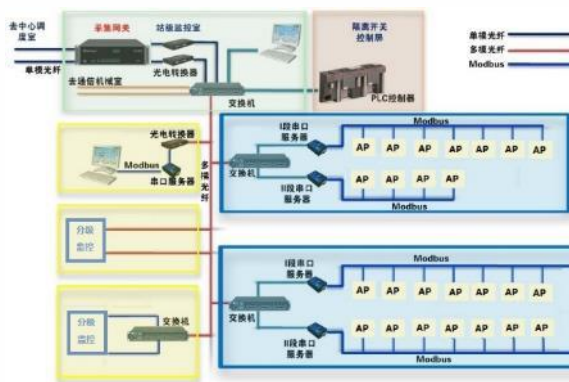 去中心调
度室
采集网关
站级监控室
单模光纤
光电转换器
去通信机械室
交换机
隔离开关
控制屏
PLC控制器
单模光纤
多模光纤
Modbus
光电转换器
Modbus
串口服务器
多模光纤
交换机
I段串口
服务器
Modbus
AP AP AP AP AP AP AP
II段串口
服务器
AP AP AP AP
Modbus
分级
监控
分级
监控
交换机
交换机
I段串口
服务器
Modbus
AP AP AP AP AP AP AP
II段串口
服务器
AP AP AP AP AP AP AP
Modbus